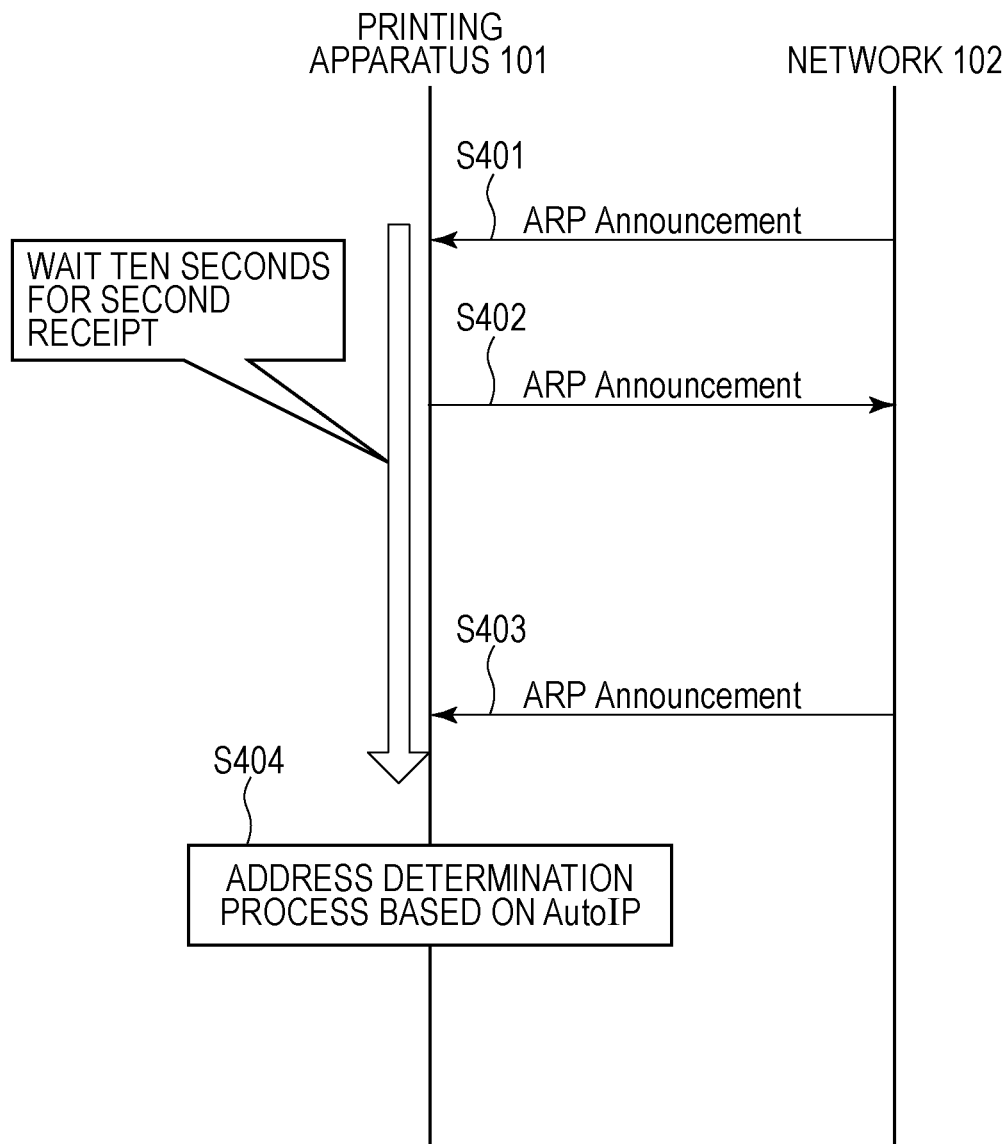 PRINTING
APPARATUS 101
NETWORK 102
S401
ARP Announcement
WAIT TEN SECONDS
FOR SECOND
RECEIPT
S402
ARP Announcement
S403
ARP Announcement
S404
ADDRESS DETERMINATION
PROCESS BASED ON AutoIP